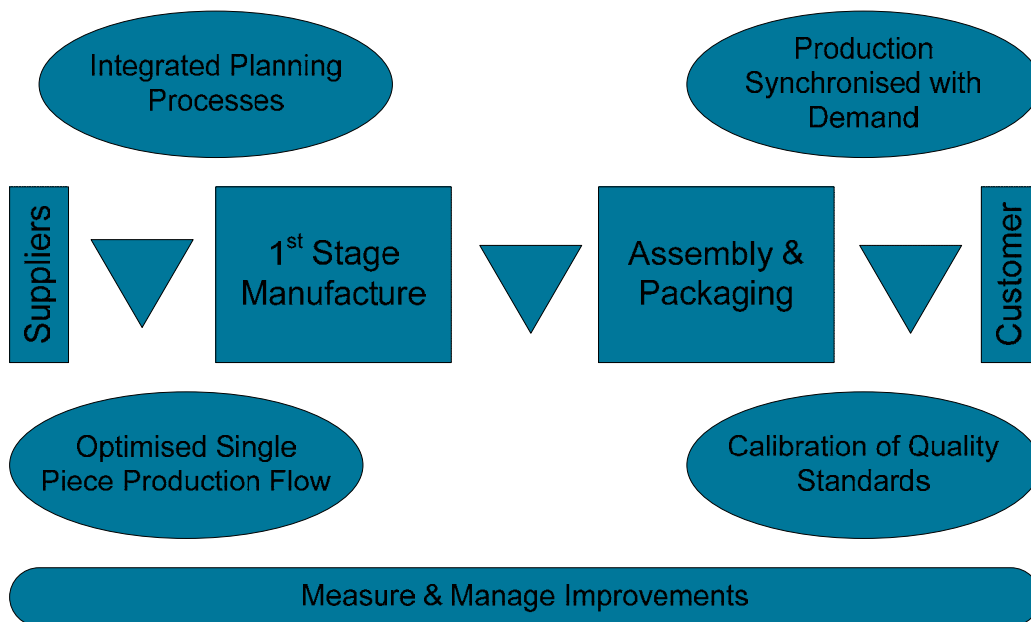 Integrated Planning
Processes
Production
Synchronised with
Demand
Suppliers
1st Stage
Manufacture
Assembly &
Packaging
Customer
Optimised Single
Piece Production Flow
Calibration of Quality
Standards
Measure & Manage Improvements